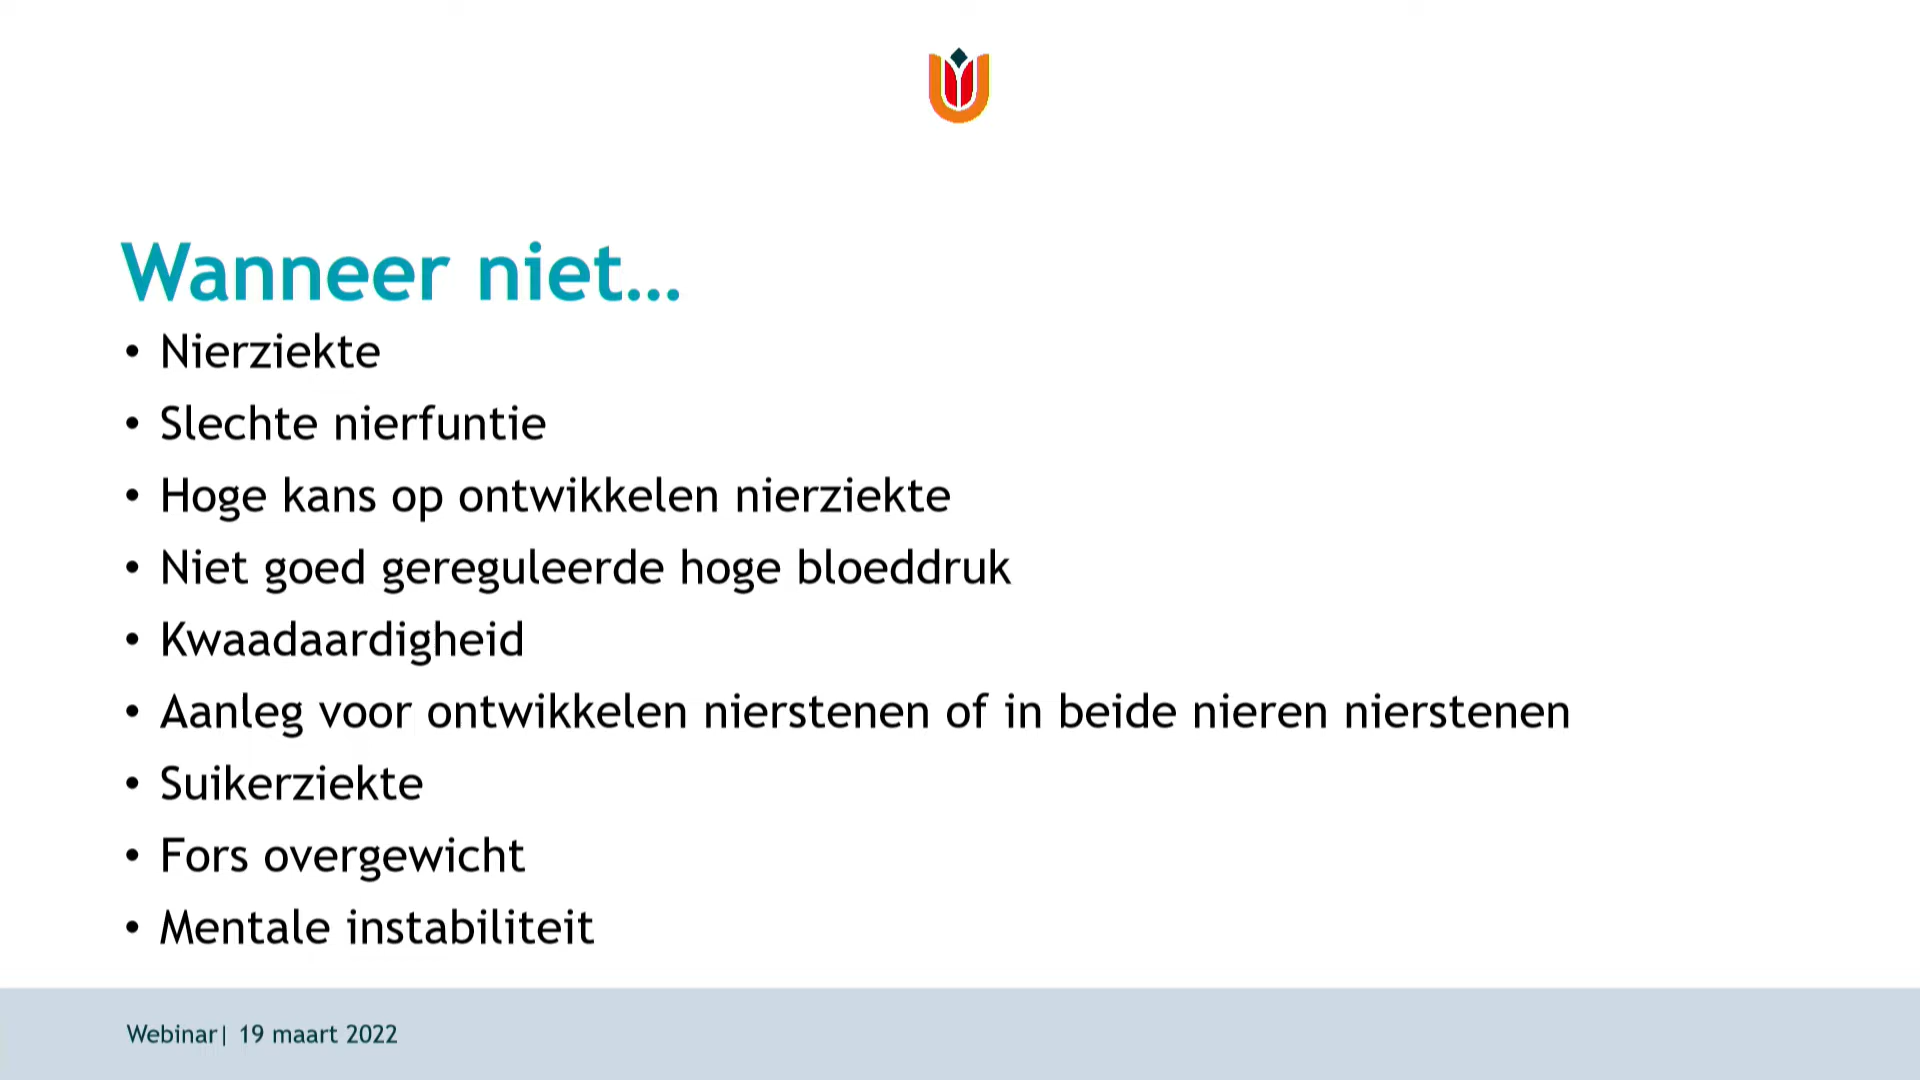 Wanneer niet...
• Nierziekte
• Slechte nierfuntie
• Hoge kans op ontwikkelen nierziekte
• Niet goed gereguleerde hoge bloeddruk
• Kwaadaardigheid
• Aanleg voor ontwikkelen nierstenen of in beide nieren nierstenen
• Suikerziekte
• Fors overgewicht
• Mentale instabiliteit
Webinar| 19 maart 2022